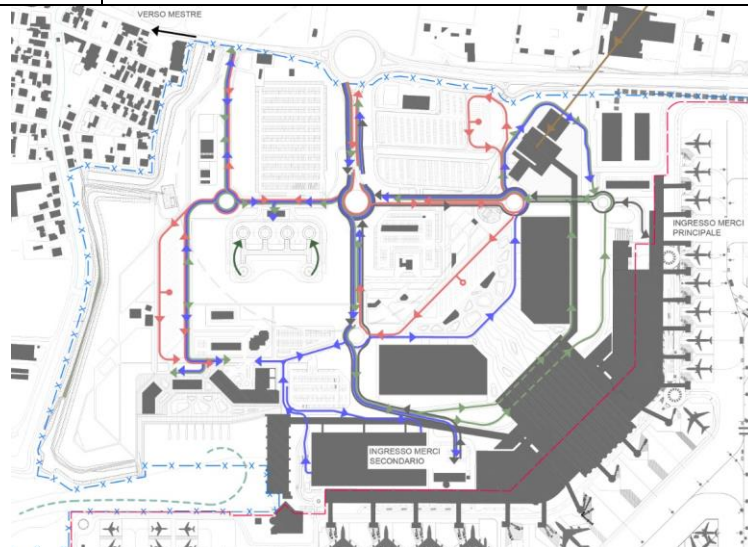 VERSO MESTRE
INGRESSO MERCI
PRINCIPALE
INGRESSO MERCI
SECONDARIO